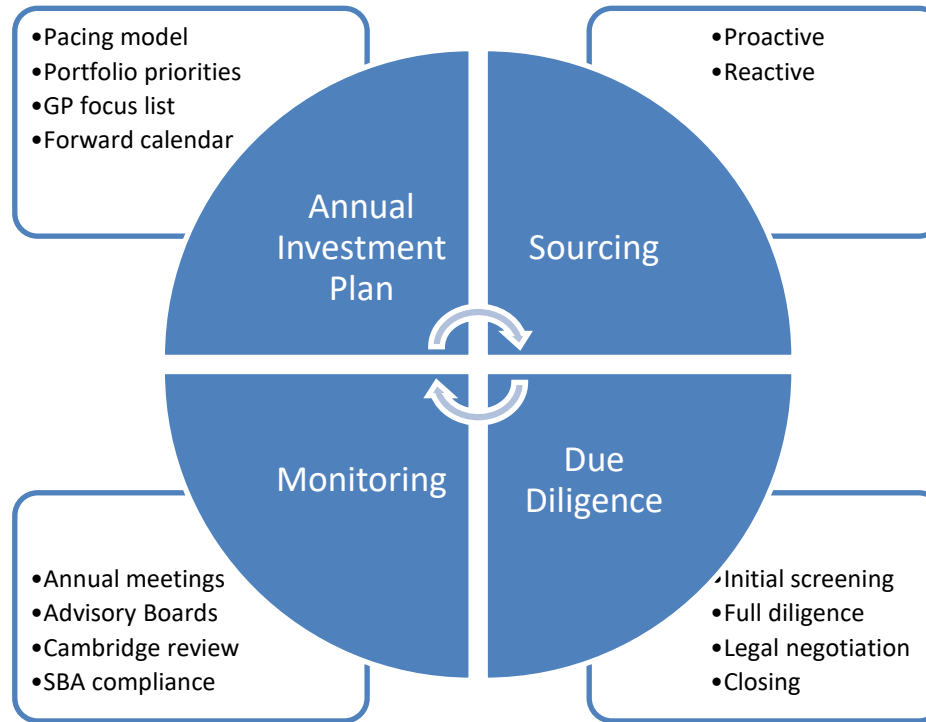 •Pacing model
•Portfolio priorities
•GP focus list
•Forward calendar
•Proactive
•Reactive
Annual
Investment
Plan
Sourcing
Monitoring
Due
Diligence
•Annual meetings
•Advisory Boards
•Cambridge review
•SBA compliance
•Initial screening
•Full diligence
•Legal negotiation
•Closing